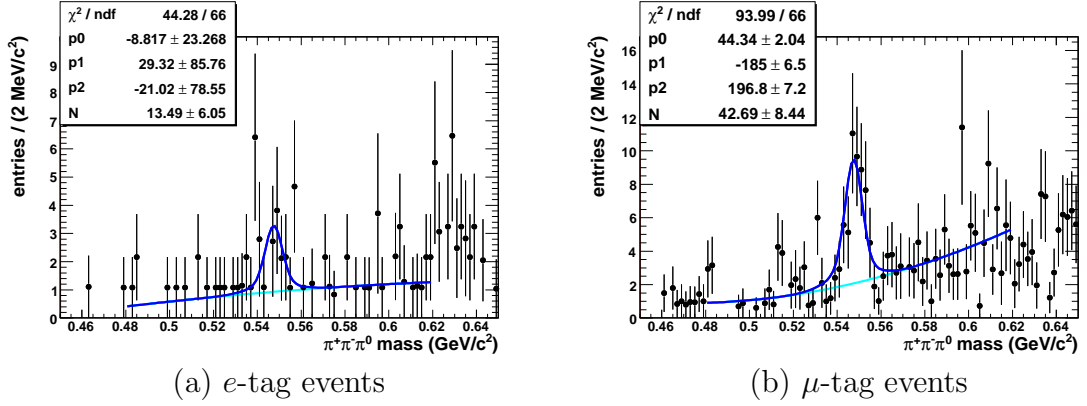 χ² / ndf 44.28 / 66
p0 -8.817 ± 23.268
p1 29.32 ± 85.76
p2 -21.02 ± 78.55
N 13.49 ± 6.05
entries / (2 MeV/c²)
9
8
7
6
5
4
3
2
1
0
0.46 0.48 0.5 0.52 0.54 0.56 0.58 0.6 0.62 0.64
π⁺π⁻π⁰ mass (GeV/c²)
(a) e-tag events
χ² / ndf 93.99 / 66
p0 44.34 ± 2.04
p1 -185 ± 6.5
p2 196.8 ± 7.2
N 42.69 ± 8.44
entries / (2 MeV/c²)
16
14
12
10
8
6
4
2
0
0.46 0.48 0.5 0.52 0.54 0.56 0.58 0.6 0.62 0.64
π⁺π⁻π⁰ mass (GeV/c²)
(b) μ-tag events